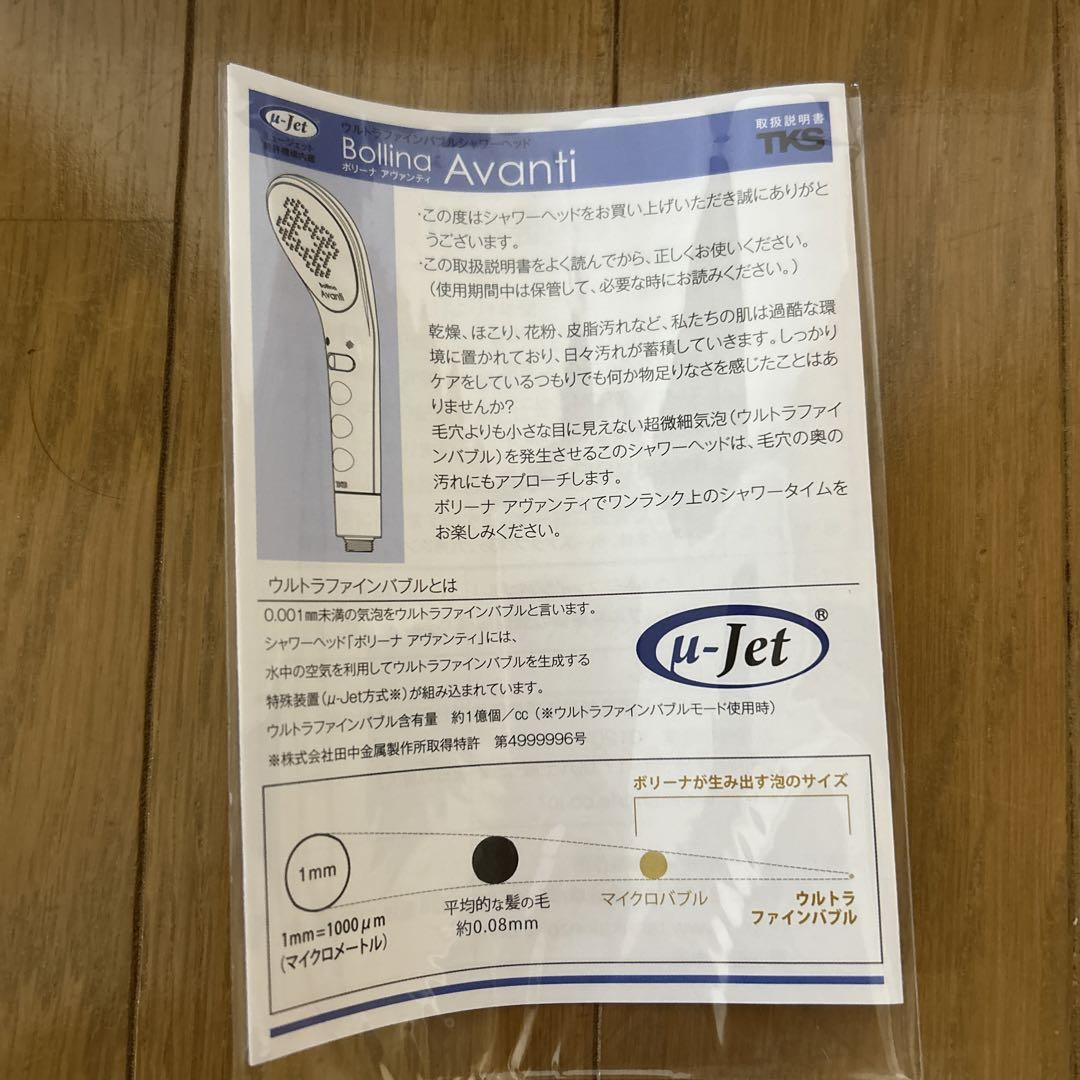 μ-Jet
ミュージェット
特許機構内蔵
ウルトラファインバブルシャワーヘッド
Bollina Avanti
ボリーナ アヴァンティ
取扱説明書
TKS
bollina
Avanti
・この度はシャワーヘッドをお買い上げいただき誠にありがと
うございます。
・この取扱説明書をよく読んでから、正しくお使いください。
（使用期間中は保管して、必要な時にお読みください。）
乾燥、ほこり、花粉、皮脂汚れなど、私たちの肌は過酷な環
境に置かれており、日々汚れが蓄積していきます。しっかり
ケアをしているつもりでも何か物足りなさを感じたことはあ
りませんか?
毛穴よりも小さな目に見えない超微細気泡（ウルトラファイ
ンバブル）を発生させるこのシャワーヘッドは、毛穴の奥の
汚れにもアプローチします。
ボリーナ アヴァンティでワンランク上のシャワータイムを
お楽しみください。
ウルトラファインバブルとは
0.001㎜未満の気泡をウルトラファインバブルと言います。
シャワーヘッド「ボリーナ アヴァンティ」には、
水中の空気を利用してウルトラファインバブルを生成する
特殊装置（μ-Jet方式※）が組み込まれています。
ウルトラファインバブル含有量 約1億個／cc（※ウルトラファインバブルモード使用時）
※株式会社田中金属製作所取得特許 第4999996号
μ-Jet®
ボリーナが生み出す泡のサイズ
1mm
1mm=1000μm
(マイクロメートル)
平均的な髪の毛
約0.08mm
マイクロバブル
ウルトラ
ファインバブル